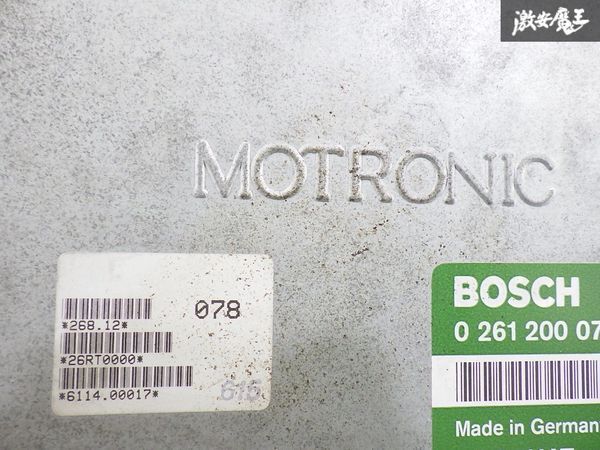 激安魔王
MOTRONIC
078
*268.12*
*26RT0000*
*6114.00017*
615
BOSCH
0 261 200 07
Made in German